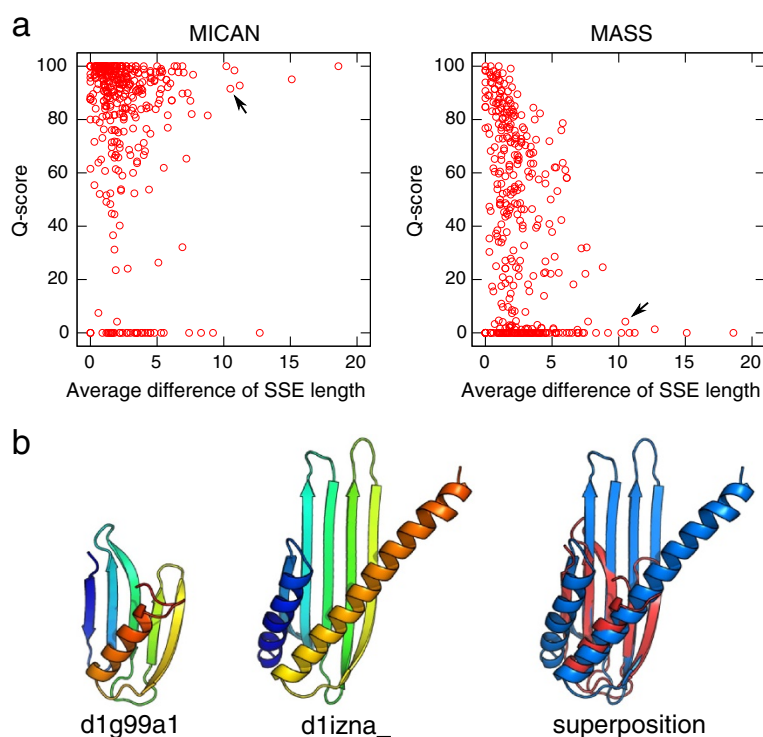 a
MICAN
MASS
Q-score
100
80
60
40
20
0
0 5 10 15 20
Average difference of SSE length
Q-score
100
80
60
40
20
0
0 5 10 15 20
Average difference of SSE length
b
d1g99a1
d1izna_
superposition